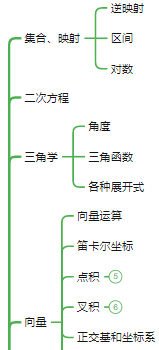 集合、映射
逆映射
区间
对数
二次方程
三角学
角度
三角函数
各种展开式
向量
向量运算
笛卡尔坐标
点积 5
叉积 6
正交基和坐标系